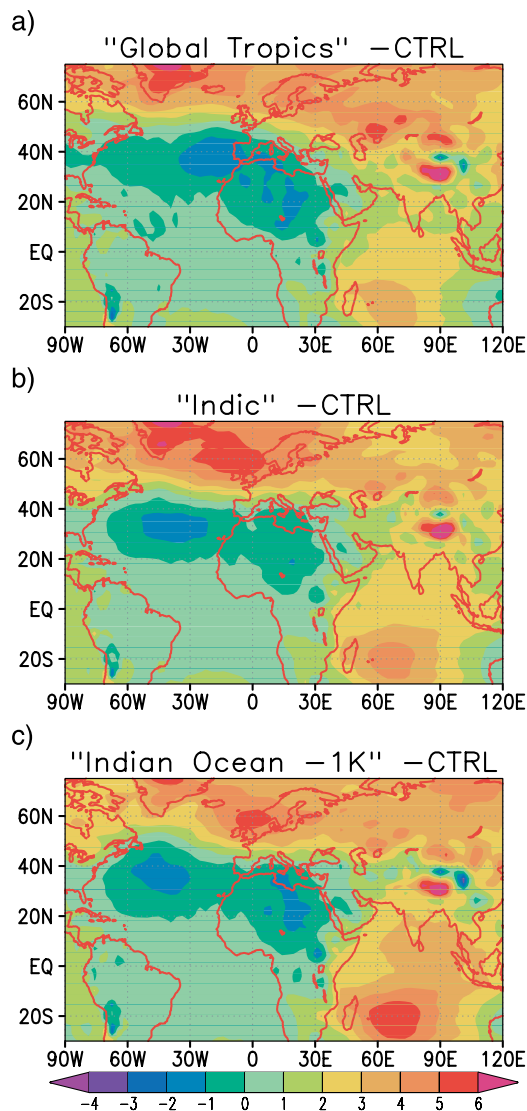 a)
"Global Tropics" −CTRL
60N
40N
20N
EQ
20S
90W 60W 30W 0 30E 60E 90E 120E
b)
"Indic" −CTRL
60N
40N
20N
EQ
20S
90W 60W 30W 0 30E 60E 90E 120E
c)
"Indian Ocean −1K" −CTRL
60N
40N
20N
EQ
20S
90W 60W 30W 0 30E 60E 90E 120E
−4 −3 −2 −1 0 1 2 3 4 5 6